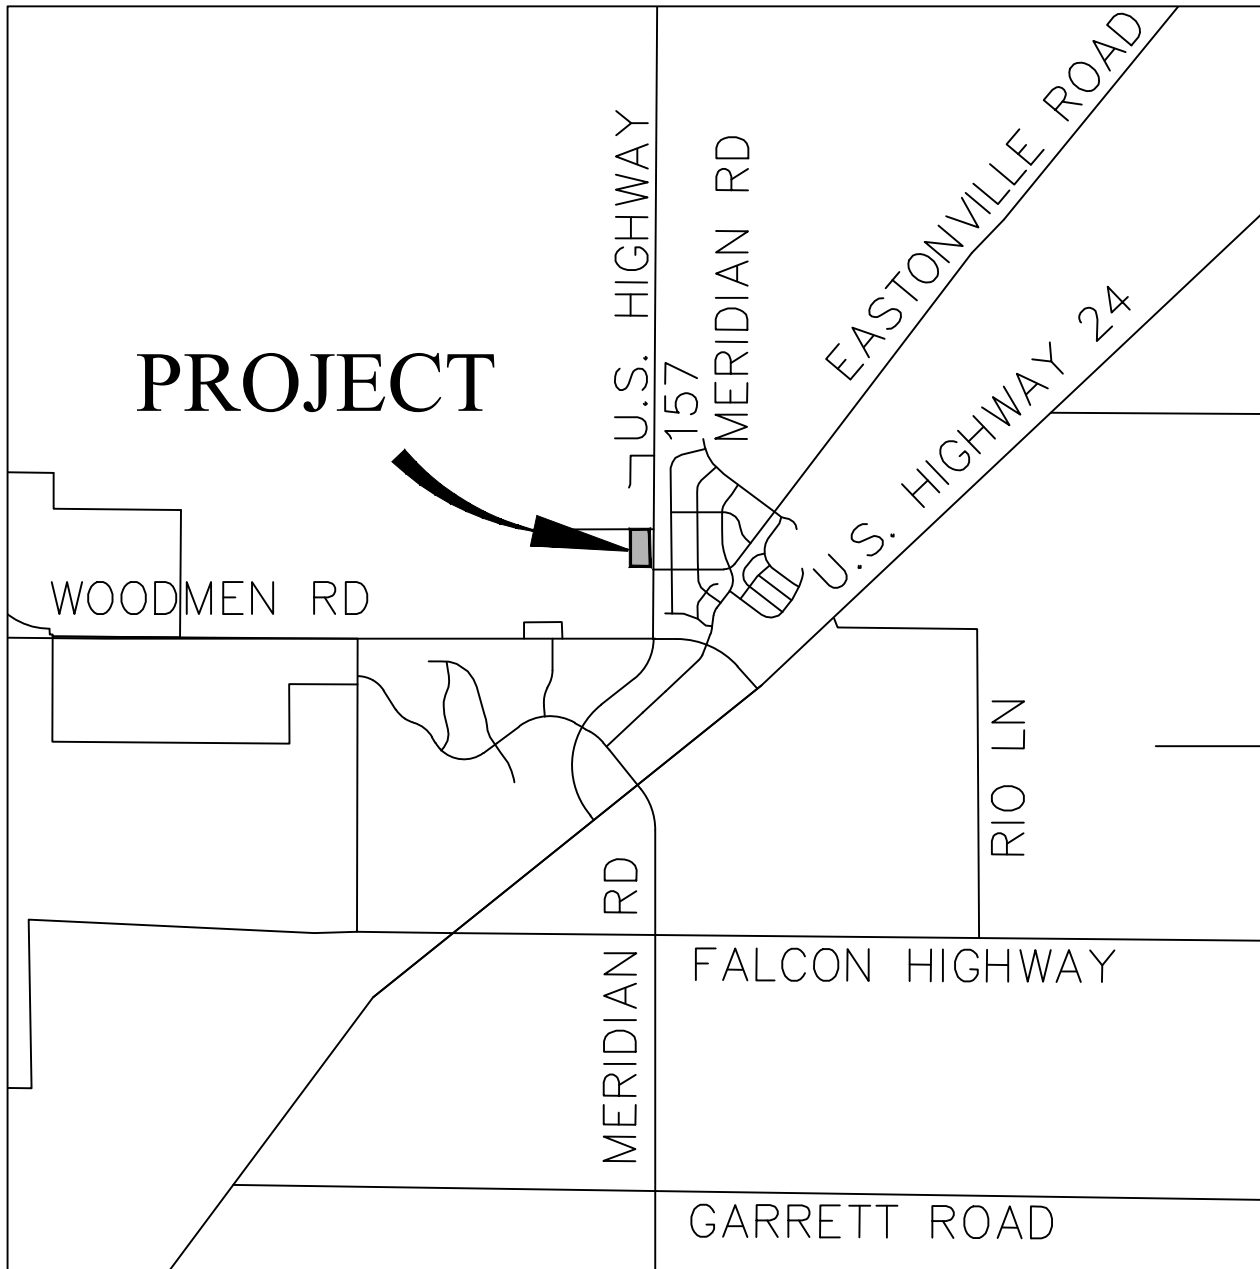 U.S. HIGHWAY
157
MERIDIAN RD
EASTONVILLE ROAD
U.S. HIGHWAY 24
PROJECT
WOODMEN RD
RIO LN
MERIDIAN RD
FALCON HIGHWAY
GARRETT ROAD